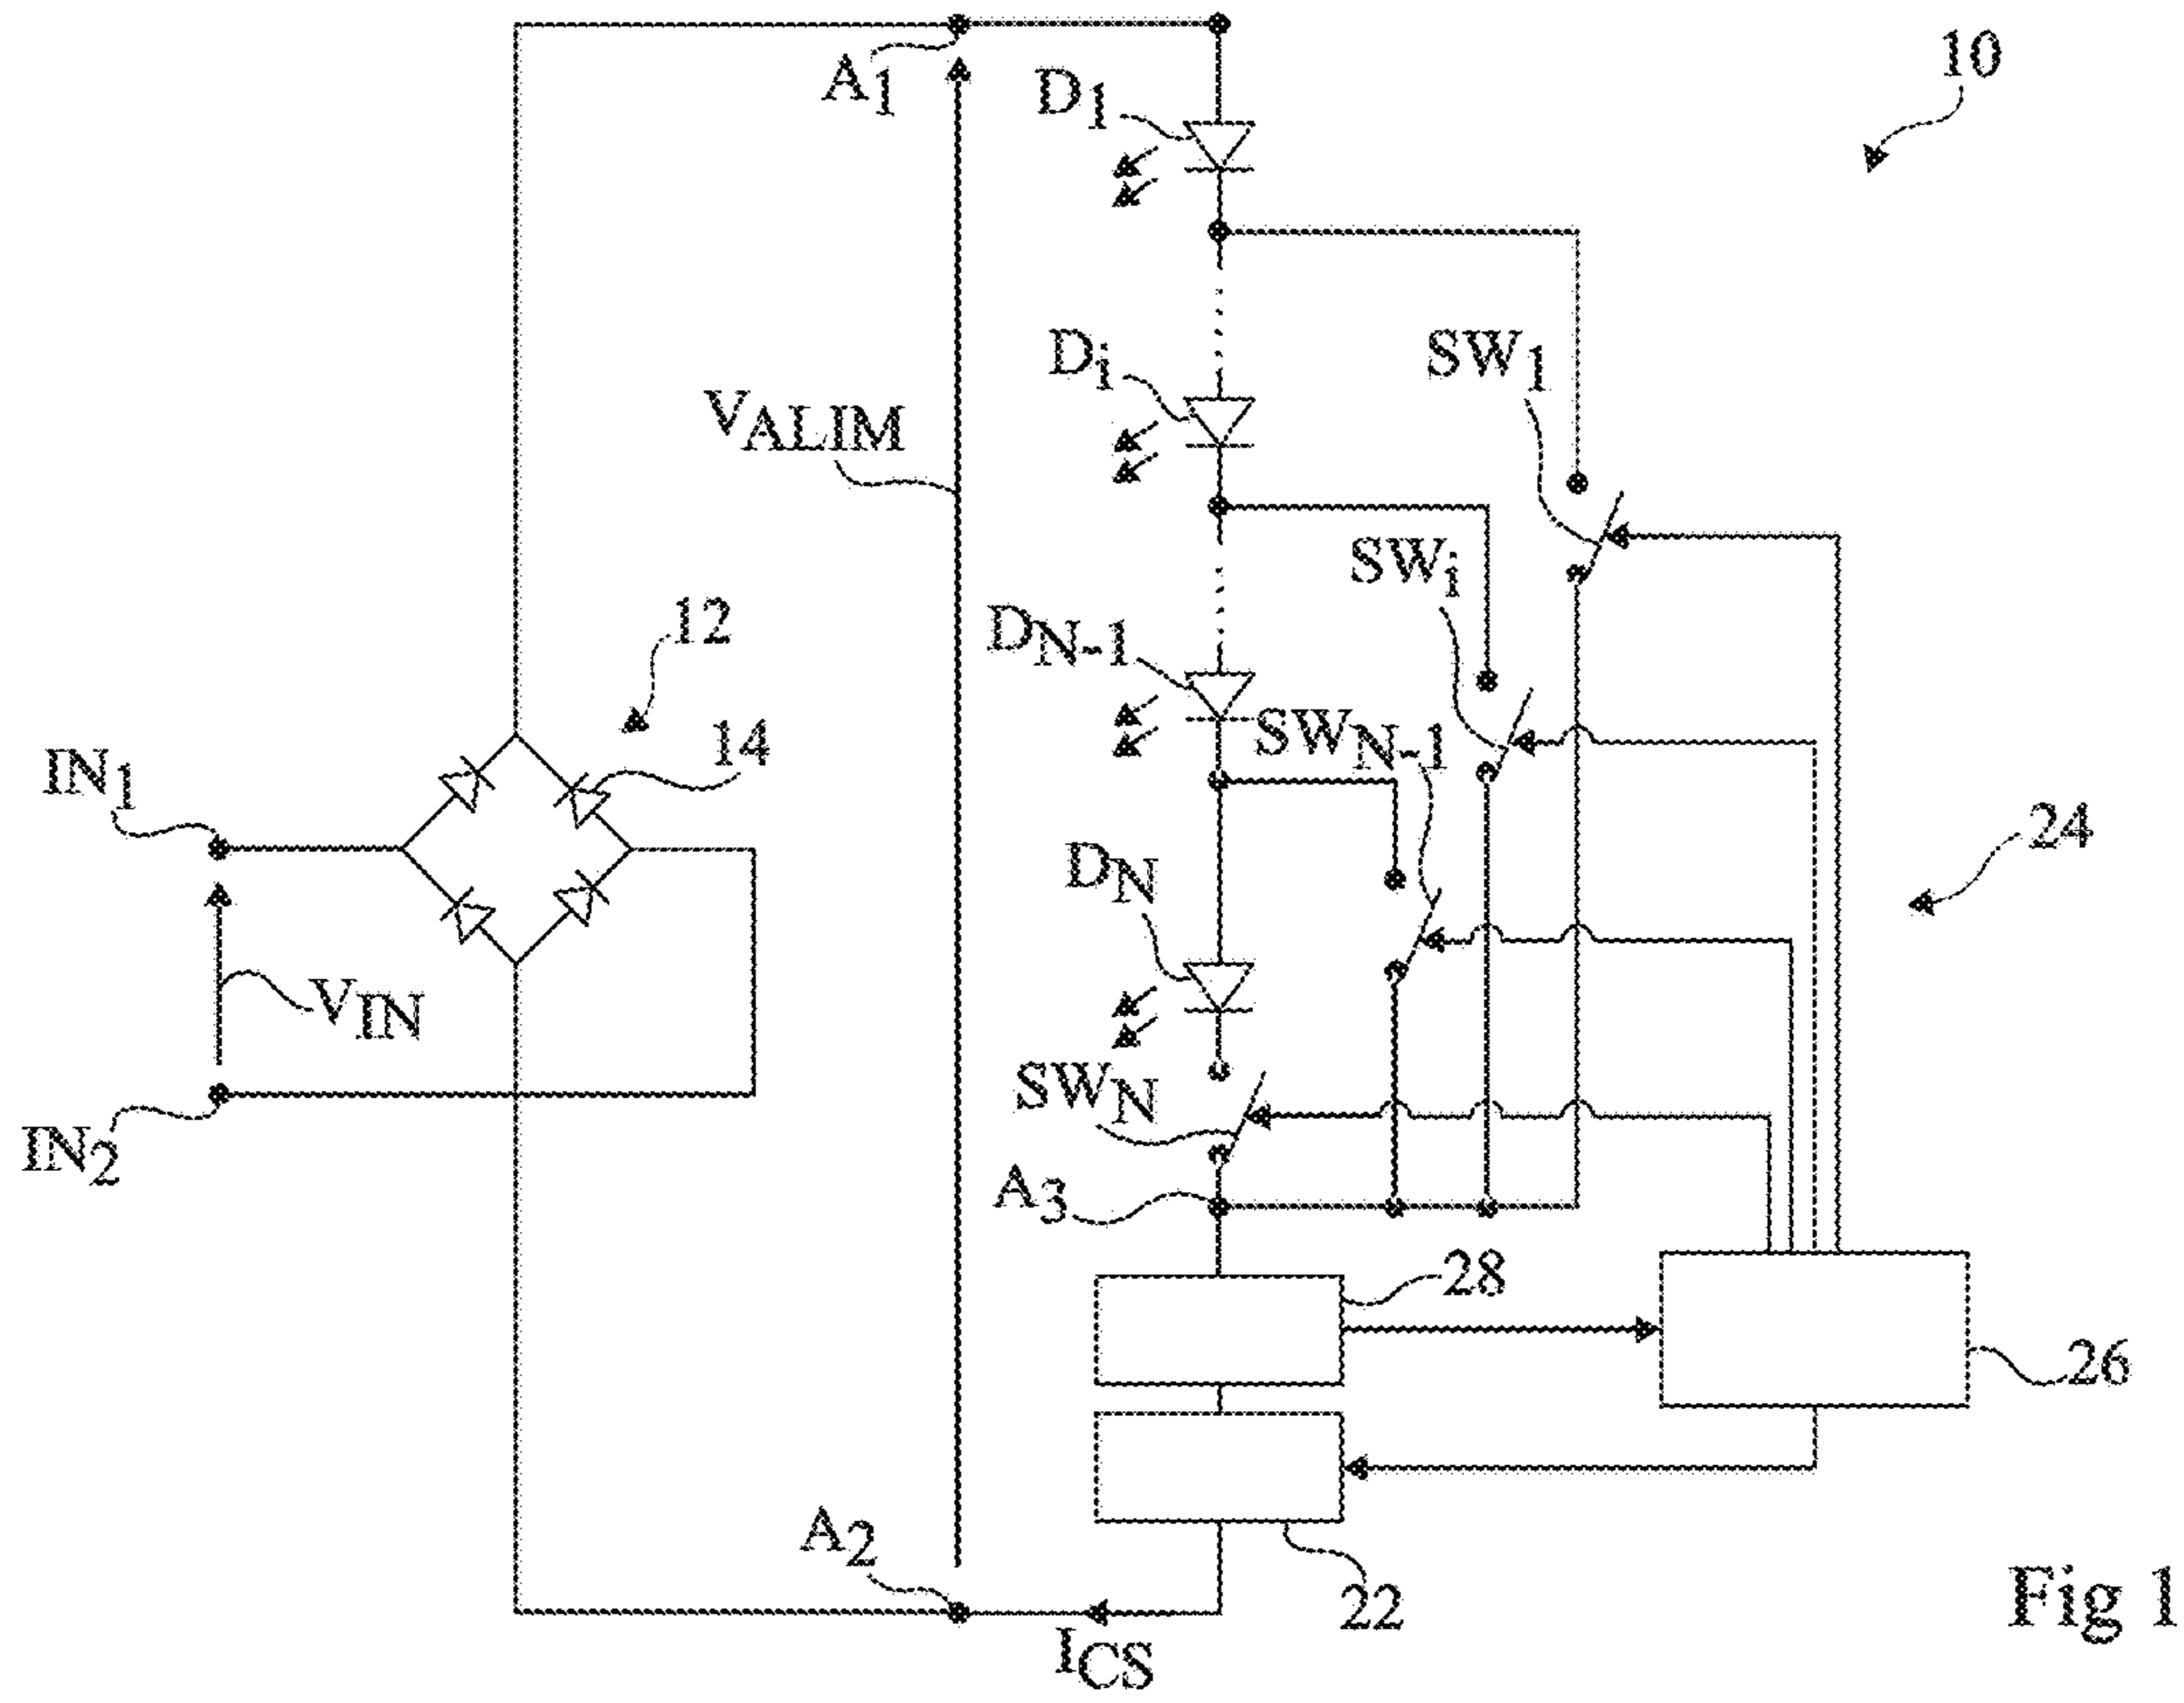 10
A1
D1
Di
SW1
VALIM
SWi
12
DN-1
14
SWN-1
IN1
24
DN
VIN
SWN
IN2
A3
28
26
A2
22
ICS
Fig 1